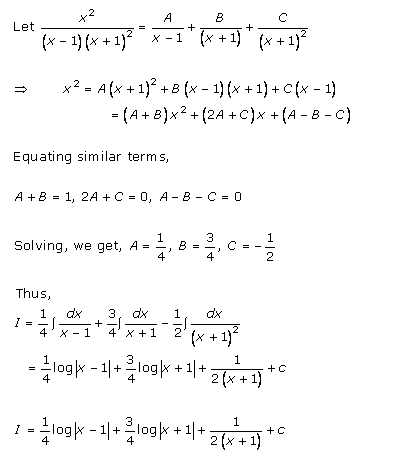 Let x²/((x − 1)(x + 1)²) = A/(x − 1) + B/((x + 1)) + C/((x + 1)²)
⇒ x² = A(x + 1)² + B(x − 1)(x + 1) + C(x − 1)
= (A + B)x² + (2A + C)x + (A − B − C)
Equating similar terms,
A + B = 1, 2A + C = 0, A − B − C = 0
Solving, we get, A = 1/4, B = 3/4, C = −1/2
Thus,
I = 1/4 ∫ dx/(x − 1) + 3/4 ∫ dx/(x + 1) − 1/2 ∫ dx/((x + 1)²)
= 1/4 log|x − 1| + 3/4 log|x + 1| + 1/(2(x + 1)) + c
I = 1/4 log|x − 1| + 3/4 log|x + 1| + 1/(2(x + 1)) + c